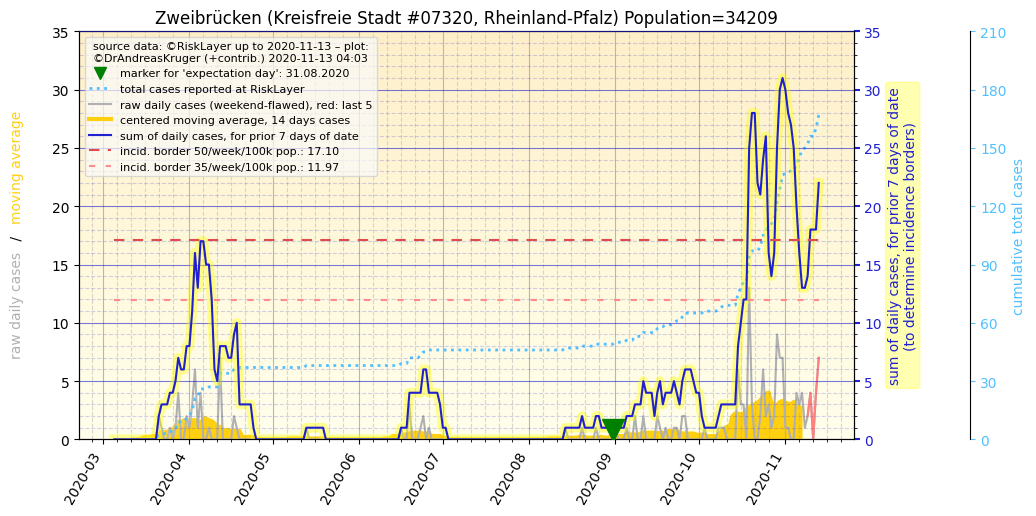 Zweibrücken (Kreisfreie Stadt #07320, Rheinland-Pfalz) Population=34209
source data: ©RiskLayer up to 2020-11-13 – plot:
©DrAndreasKruger (+contrib.) 2020-11-13 04:03
marker for 'expectation day': 31.08.2020
total cases reported at RiskLayer
raw daily cases (weekend-flawed), red: last 5
centered moving average, 14 days cases
sum of daily cases, for prior 7 days of date
incid. border 50/week/100k pop.: 17.10
incid. border 35/week/100k pop.: 11.97
raw daily cases / moving average
35
30
25
20
15
10
5
0
2020-03
2020-04
2020-05
2020-06
2020-07
2020-08
2020-09
2020-10
2020-11
35
30
25
20
15
10
5
0
sum of daily cases, for prior 7 days of date
(to determine incidence borders)
210
180
150
120
90
60
30
0
cumulative total cases